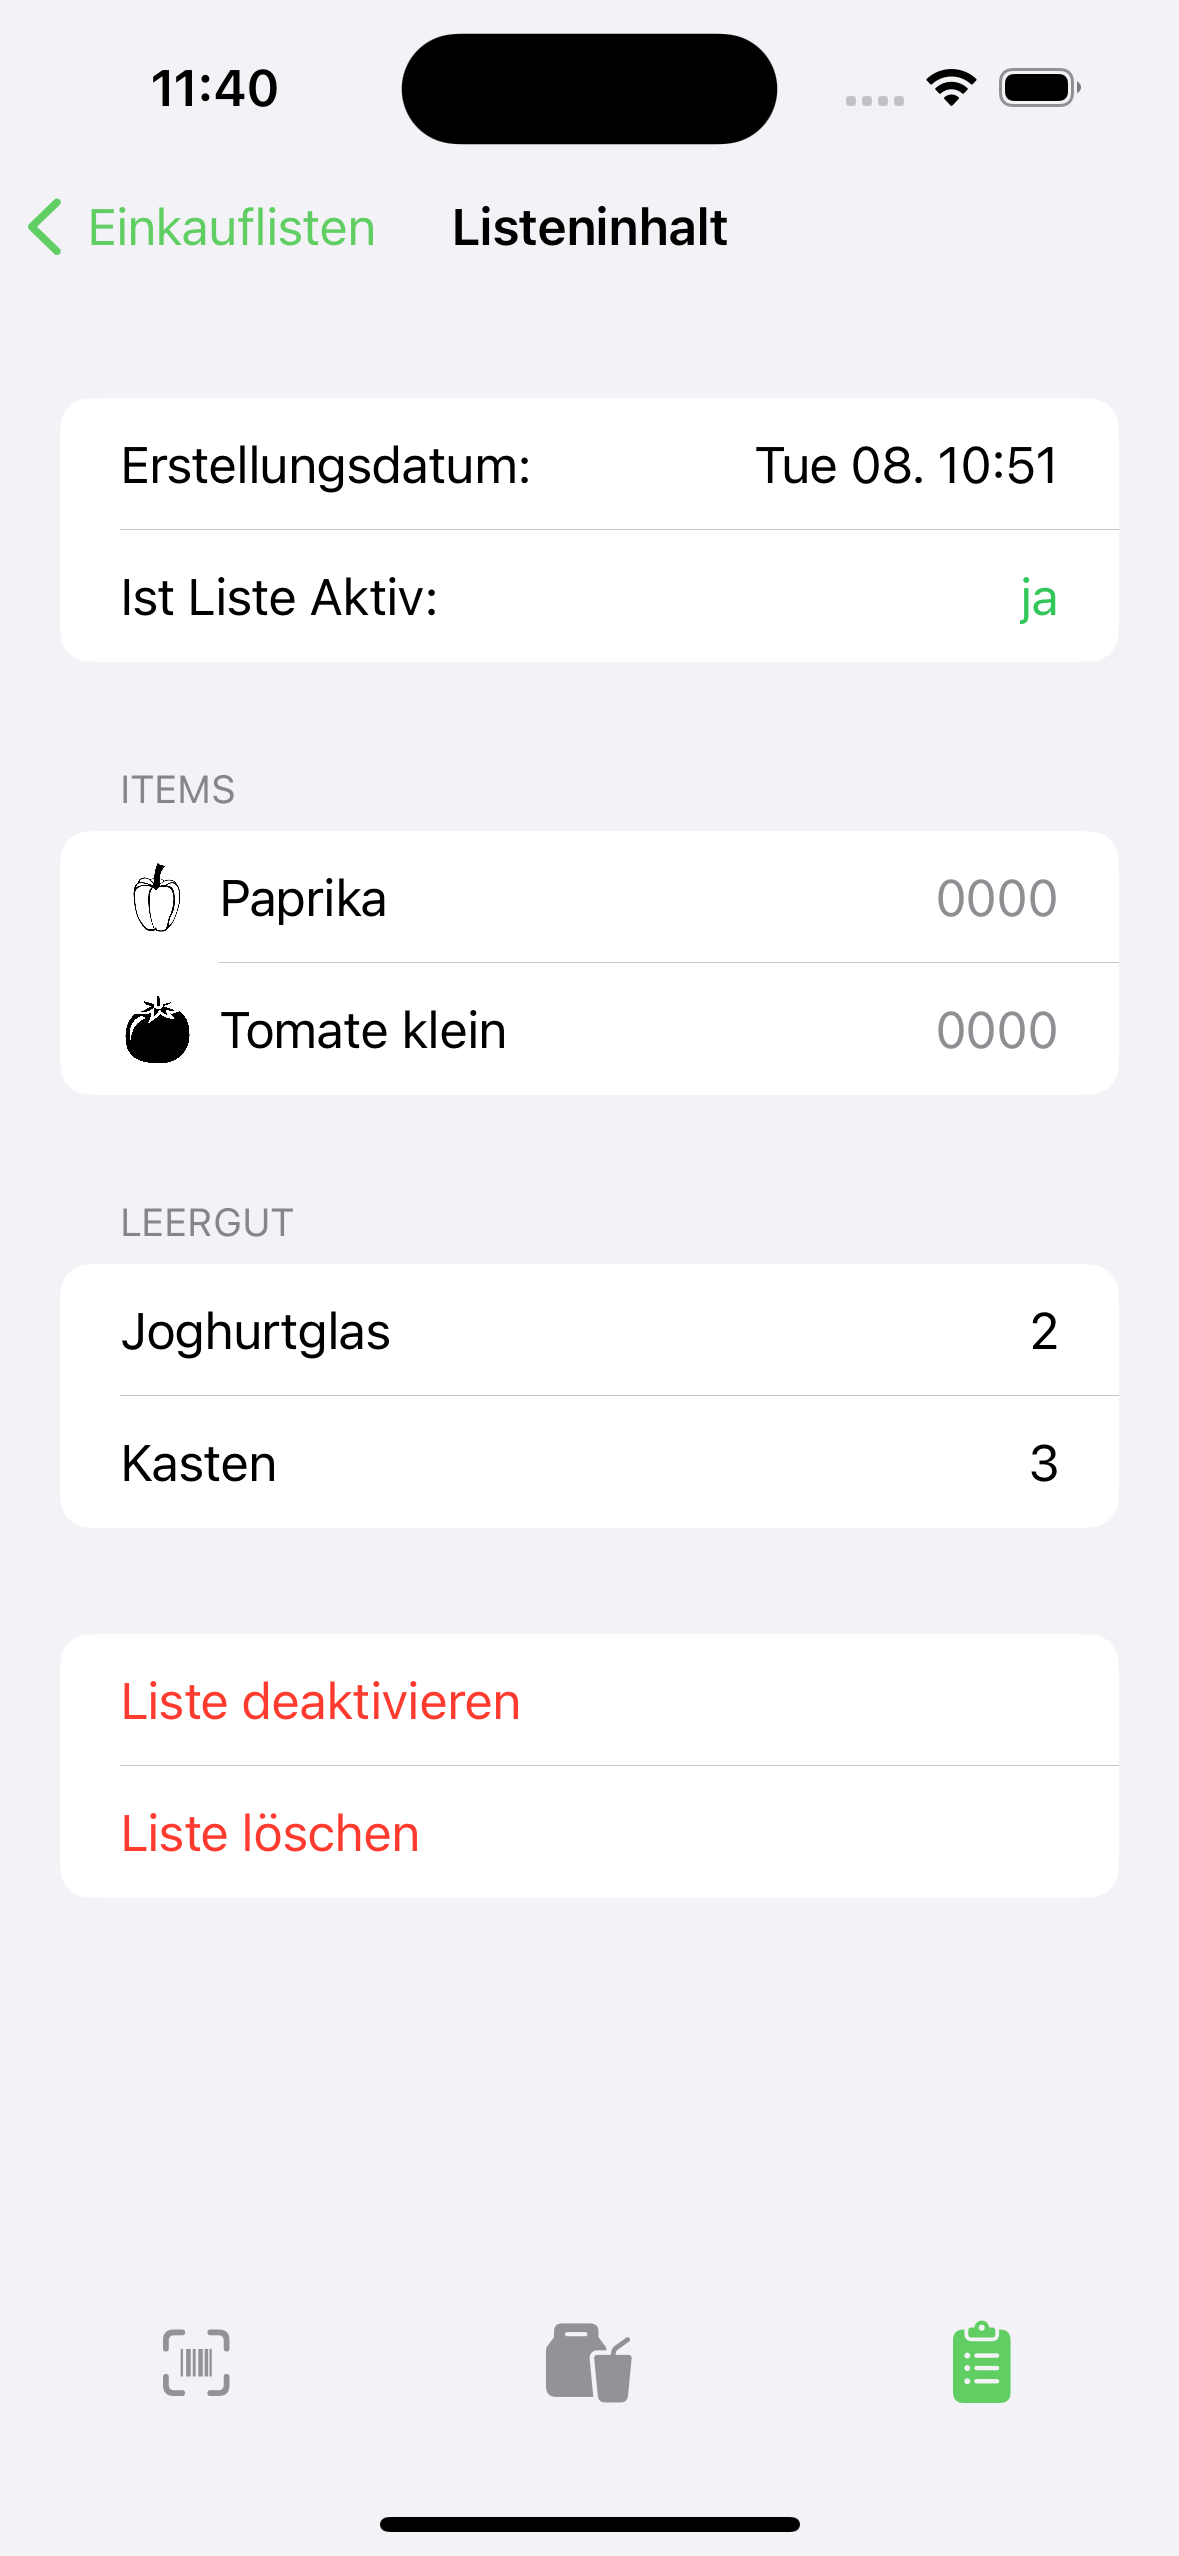 11:40
Einkauflisten Listeninhalt
Erstellungsdatum: Tue 08. 10:51
Ist Liste Aktiv: ja
ITEMS
Paprika 0000
Tomate klein 0000
LEERGUT
Joghurtglas 2
Kasten 3
Liste deaktivieren
Liste löschen